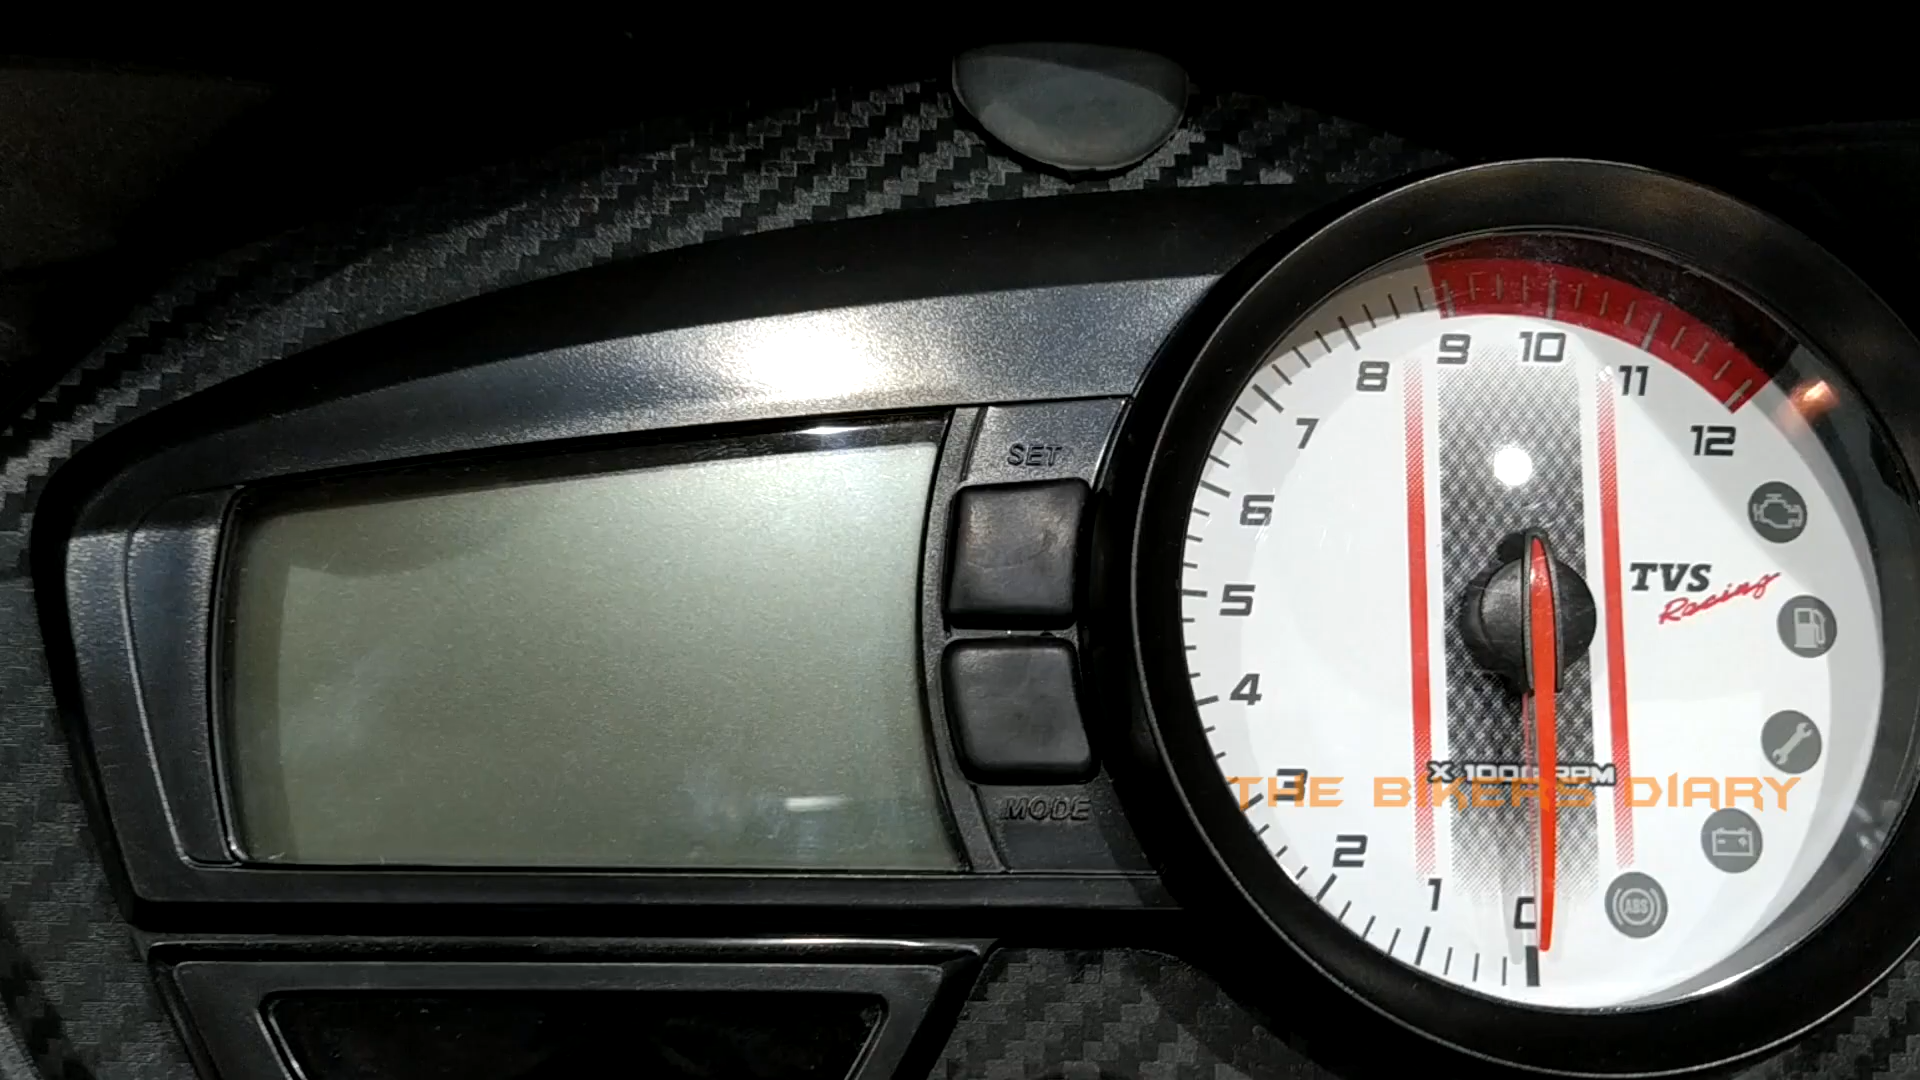 SET
MODE
9 10 11
8
7
12
6
5
4
3
2
1
0
TVS
Racing
X 1000 RPM
THE BIKERS DIARY
ABS